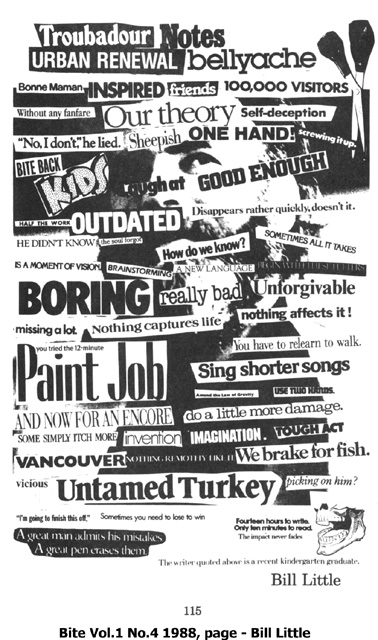 Troubadour Notes
URBAN RENEWAL bellyache
Bonne Maman INSPIRED friends 100,000 VISITORS
Without any fanfare Our theory Self-deception
"No, I don't," he lied. Sheepish ONE HAND! screwing it up.
BITE BACK
KIDS Laugh at GOOD ENOUGH
HALF THE WORK OUTDATED Disappears rather quickly, doesn't it.
HE DIDN'T KNOW the soul forgot How do we know? SOMETIMES ALL IT TAKES
IS A MOMENT OF VISION. BRAINSTORMING A NEW LANGUAGE BEGIN WITH THESE LETTERS
BORING really bad Unforgivable
missing a lot. Nothing captures life nothing affects it!
you tried the 12-minute You have to relearn to walk.
Paint Job Sing shorter songs
Around the Law of Gravity USE TWO HANDS.
AND NOW FOR AN ENCORE do a little more damage.
SOME SIMPLY ITCH MORE invention IMAGINATION. TOUGH ACT
VANCOUVER NOTHING REMOTELY LIKE IT We brake for fish.
vicious Untamed Turkey picking on him?
"I'm going to finish this off." Sometimes you need to lose to win
Fourteen hours to write.
Only ten minutes to read.
The impact never fades
A great man admits his mistakes
A great pen erases them
The writer quoted above is a recent kindergarten graduate.
Bill Little
115
Bite Vol.1 No.4 1988, page - Bill Little